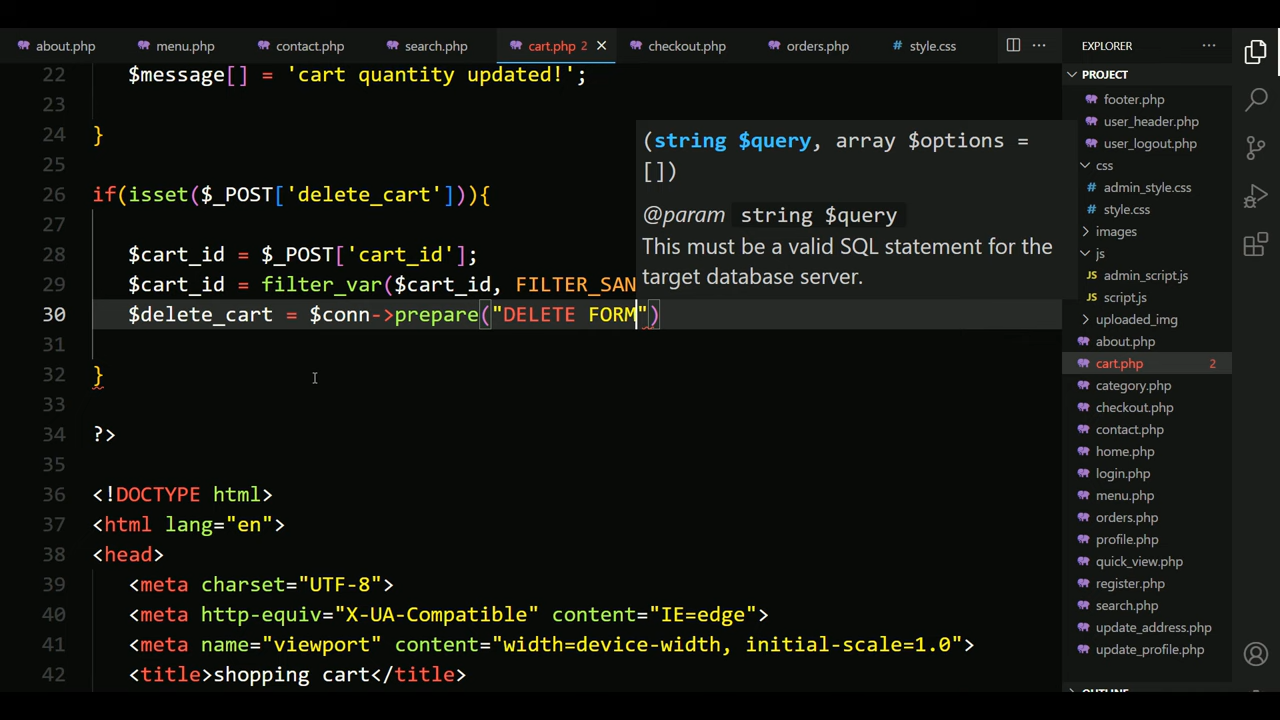 about.php menu.php contact.php search.php cart.php 2 checkout.php orders.php style.css ··· EXPLORER ···
22 $message[] = 'cart quantity updated!';
23
24 }
25
26 if(isset($_POST['delete_cart'])){
27
28 $cart_id = $_POST['cart_id'];
29 $cart_id = filter_var($cart_id, FILTER_SAN
30 $delete_cart = $conn->prepare("DELETE FORM")
31
32 }
33
34 ?>
35
36 <!DOCTYPE html>
37 <html lang="en">
38 <head>
39 <meta charset="UTF-8">
40 <meta http-equiv="X-UA-Compatible" content="IE=edge">
41 <meta name="viewport" content="width=device-width, initial-scale=1.0">
42 <title>shopping cart</title>
(string $query, array $options =
[])
@param string $query
This must be a valid SQL statement for the
target database server.
PROJECT
footer.php
user_header.php
user_logout.php
css
admin_style.css
style.css
images
js
JS admin_script.js
JS script.js
uploaded_img
about.php
cart.php 2
category.php
checkout.php
contact.php
home.php
login.php
menu.php
orders.php
profile.php
quick_view.php
register.php
search.php
update_address.php
update_profile.php
OUTLINE